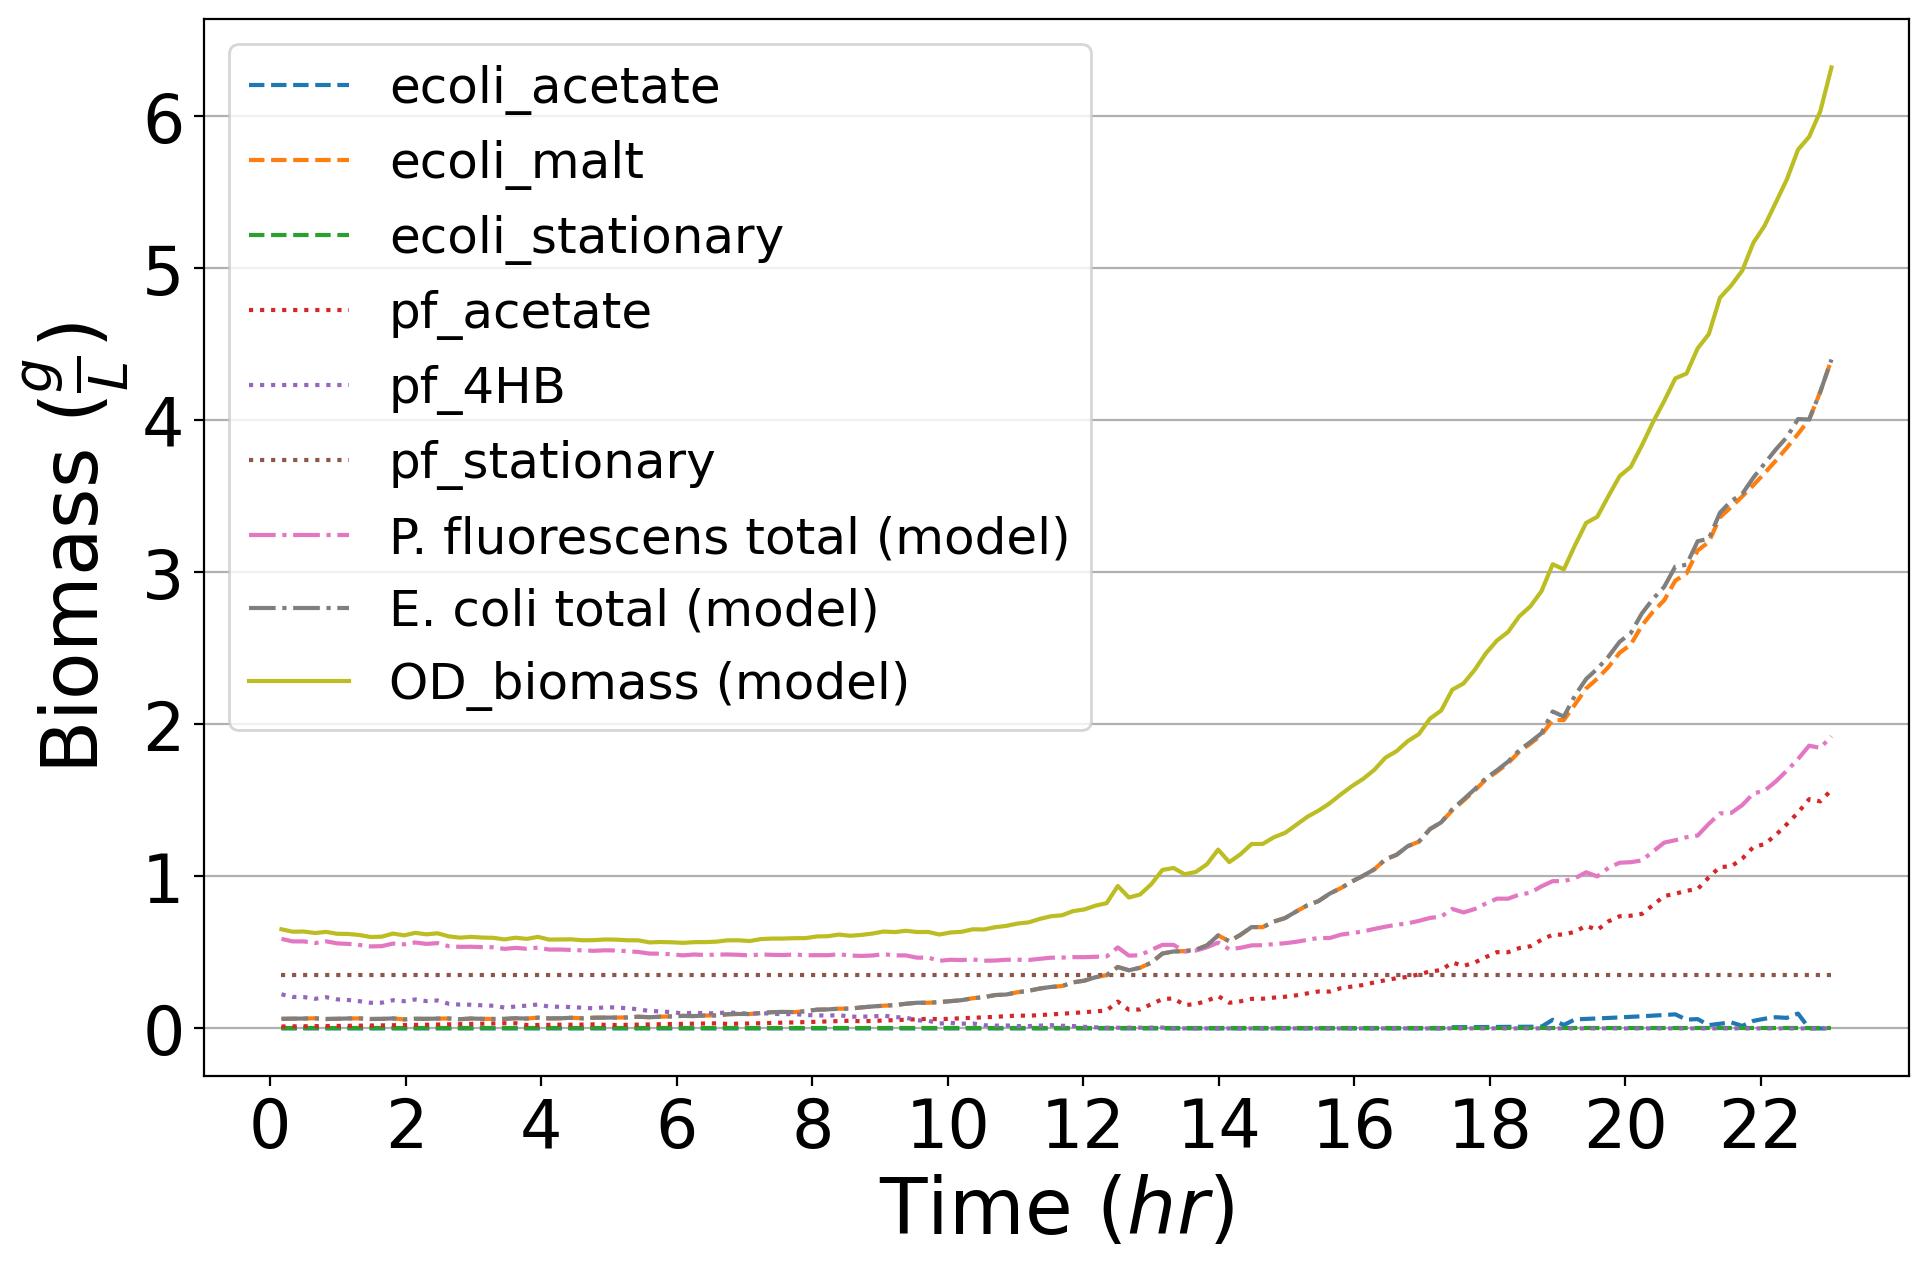 ecoli_acetate
ecoli_malt
ecoli_stationary
pf_acetate
pf_4HB
pf_stationary
P. fluorescens total (model)
E. coli total (model)
OD_biomass (model)
6
5
4
3
2
1
0
Biomass (g/L)
0 2 4 6 8 10 12 14 16 18 20 22
Time (hr)